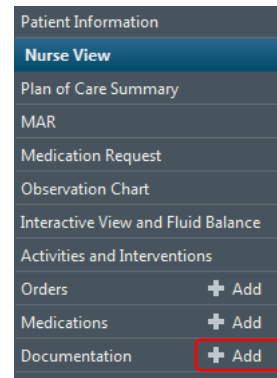 Patient Information
Nurse View
Plan of Care Summary
MAR
Medication Request
Observation Chart
Interactive View and Fluid Balance
Activities and Interventions
Orders + Add
Medications + Add
Documentation + Add